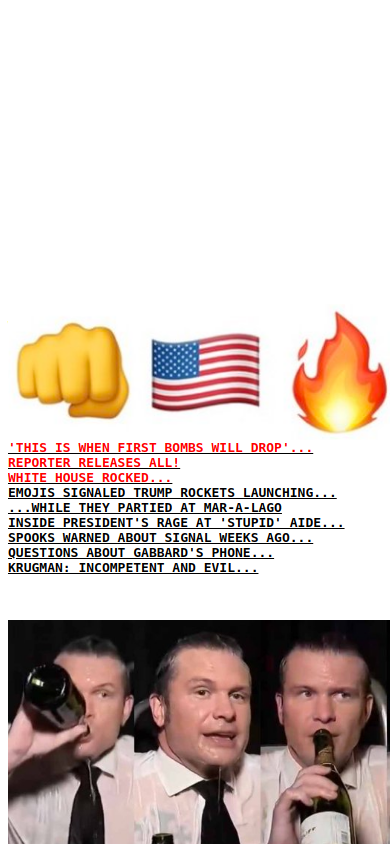 'THIS IS WHEN FIRST BOMBS WILL DROP'...
REPORTER RELEASES ALL!
WHITE HOUSE ROCKED...
EMOJIS SIGNALED TRUMP ROCKETS LAUNCHING...
...WHILE THEY PARTIED AT MAR-A-LAGO
INSIDE PRESIDENT'S RAGE AT 'STUPID' AIDE...
SPOOKS WARNED ABOUT SIGNAL WEEKS AGO...
QUESTIONS ABOUT GABBARD'S PHONE...
KRUGMAN: INCOMPETENT AND EVIL...